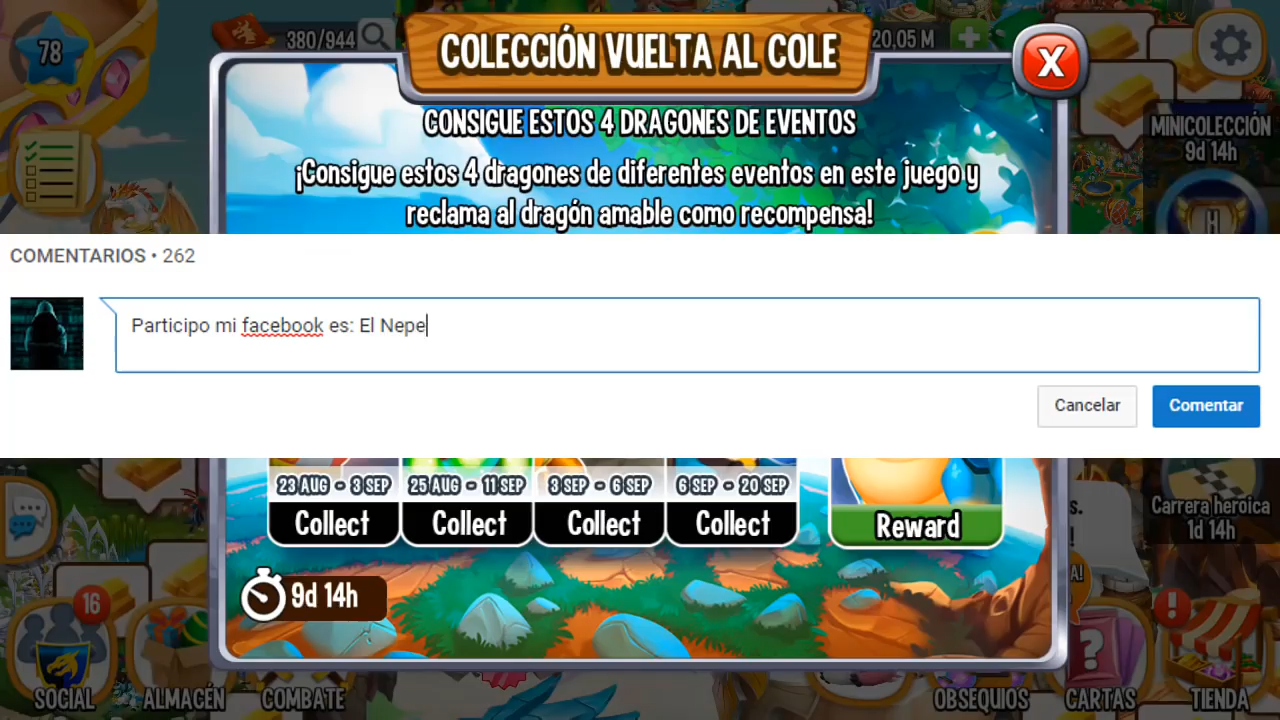 78
380/944
20,05 M
COLECCIÓN VUELTA AL COLE
X
CONSIGUE ESTOS 4 DRAGONES DE EVENTOS
¡Consigue estos 4 dragones de diferentes eventos en este juego y
reclama al dragón amable como recompensa!
MINICOLECCIÓN
9d 14h
H
COMENTARIOS • 262
Participo mi facebook es: El Nepe
Cancelar
Comentar
23 AUG - 3 SEP
25 AUG - 11 SEP
3 SEP - 6 SEP
6 SEP - 20 SEP
Collect
Collect
Collect
Collect
Reward
9d 14h
Carrera heroica
1d 14h
s.
!
A!
16
!
?
SOCIAL
ALMACÉN
COMBATE
OBSEQUIOS
CARTAS
TIENDA